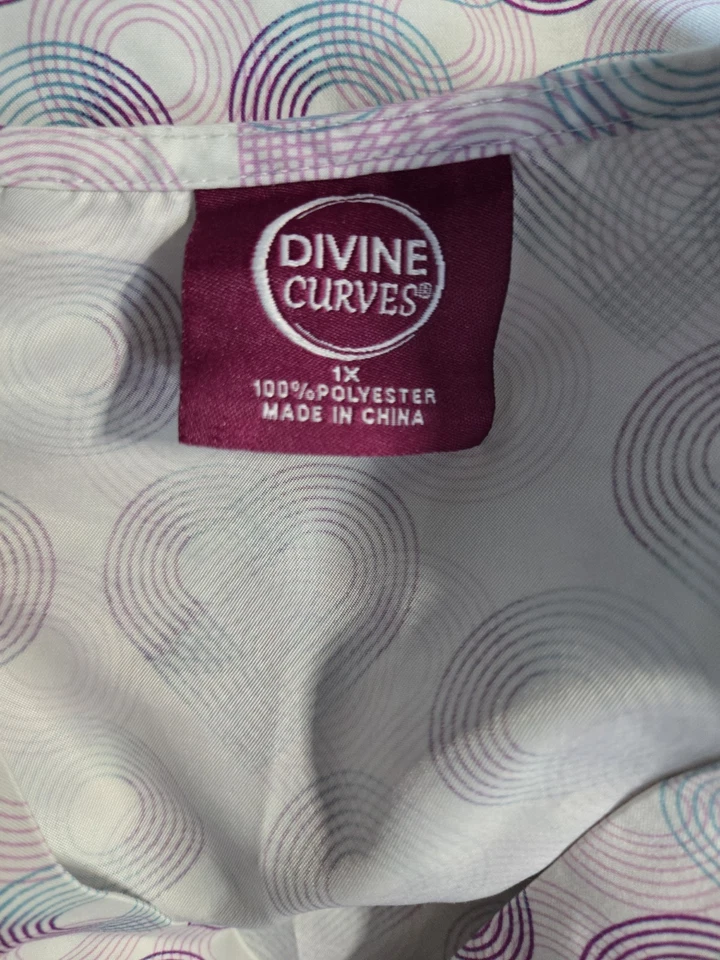 DIVINE
CURVES®
1X
100%POLYESTER
MADE IN CHINA